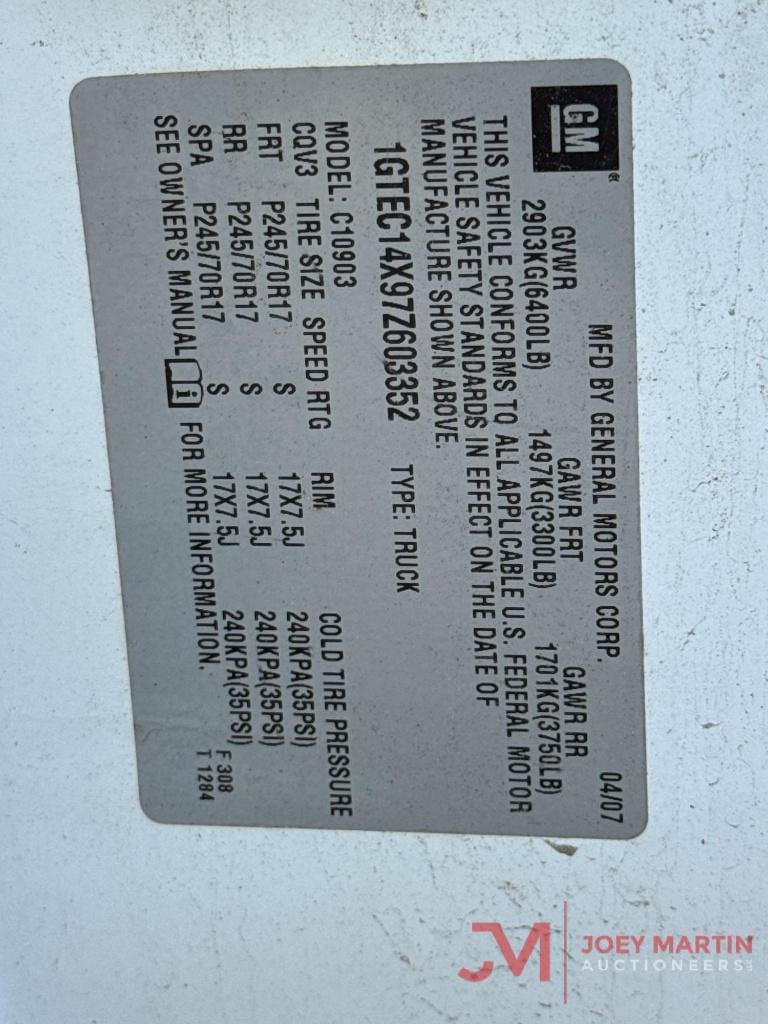 GM
MFD BY GENERAL MOTORS CORP. 04/07
GVWR GAWR FRT GAWR RR
2903KG(6400LB) 1497KG(3300LB) 1701KG(3750LB)
THIS VEHICLE CONFORMS TO ALL APPLICABLE U.S. FEDERAL MOTOR
VEHICLE SAFETY STANDARDS IN EFFECT ON THE DATE OF
MANUFACTURE SHOWN ABOVE.
1GTEC14X97Z603352 TYPE: TRUCK
MODEL: C10903
CQV3 TIRE SIZE SPEED RTG RIM COLD TIRE PRESSURE
FRT P245/70R17 S 17X7.5J 240KPA(35PSI)
RR P245/70R17 S 17X7.5J 240KPA(35PSI)
SPA P245/70R17 S 17X7.5J 240KPA(35PSI)
SEE OWNER'S MANUAL i FOR MORE INFORMATION.
F 308
T 1284
JM
JOEY MARTIN
AUCTIONEERS